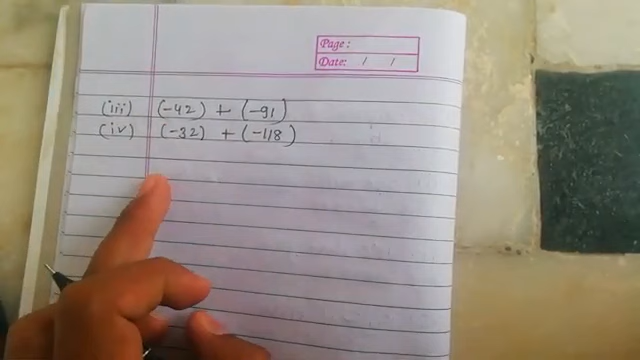 Page :
Date: / /
(iii) (-42) + (-91)
(iv) (-32) + (-118)